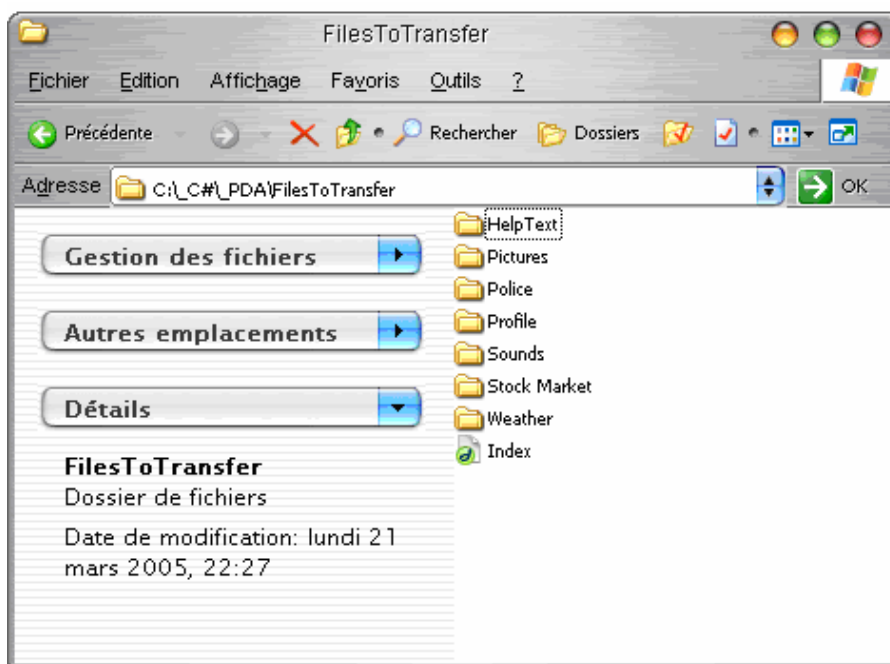 FilesToTransfer
Fichier Edition Affichage Favoris Outils ?
Précédente Rechercher Dossiers
Adresse C:\_C#\_PDA\FilesToTransfer OK
Gestion des fichiers
Autres emplacements
Détails
FilesToTransfer
Dossier de fichiers
Date de modification: lundi 21
mars 2005, 22:27
HelpText
Pictures
Police
Profile
Sounds
Stock Market
Weather
Index